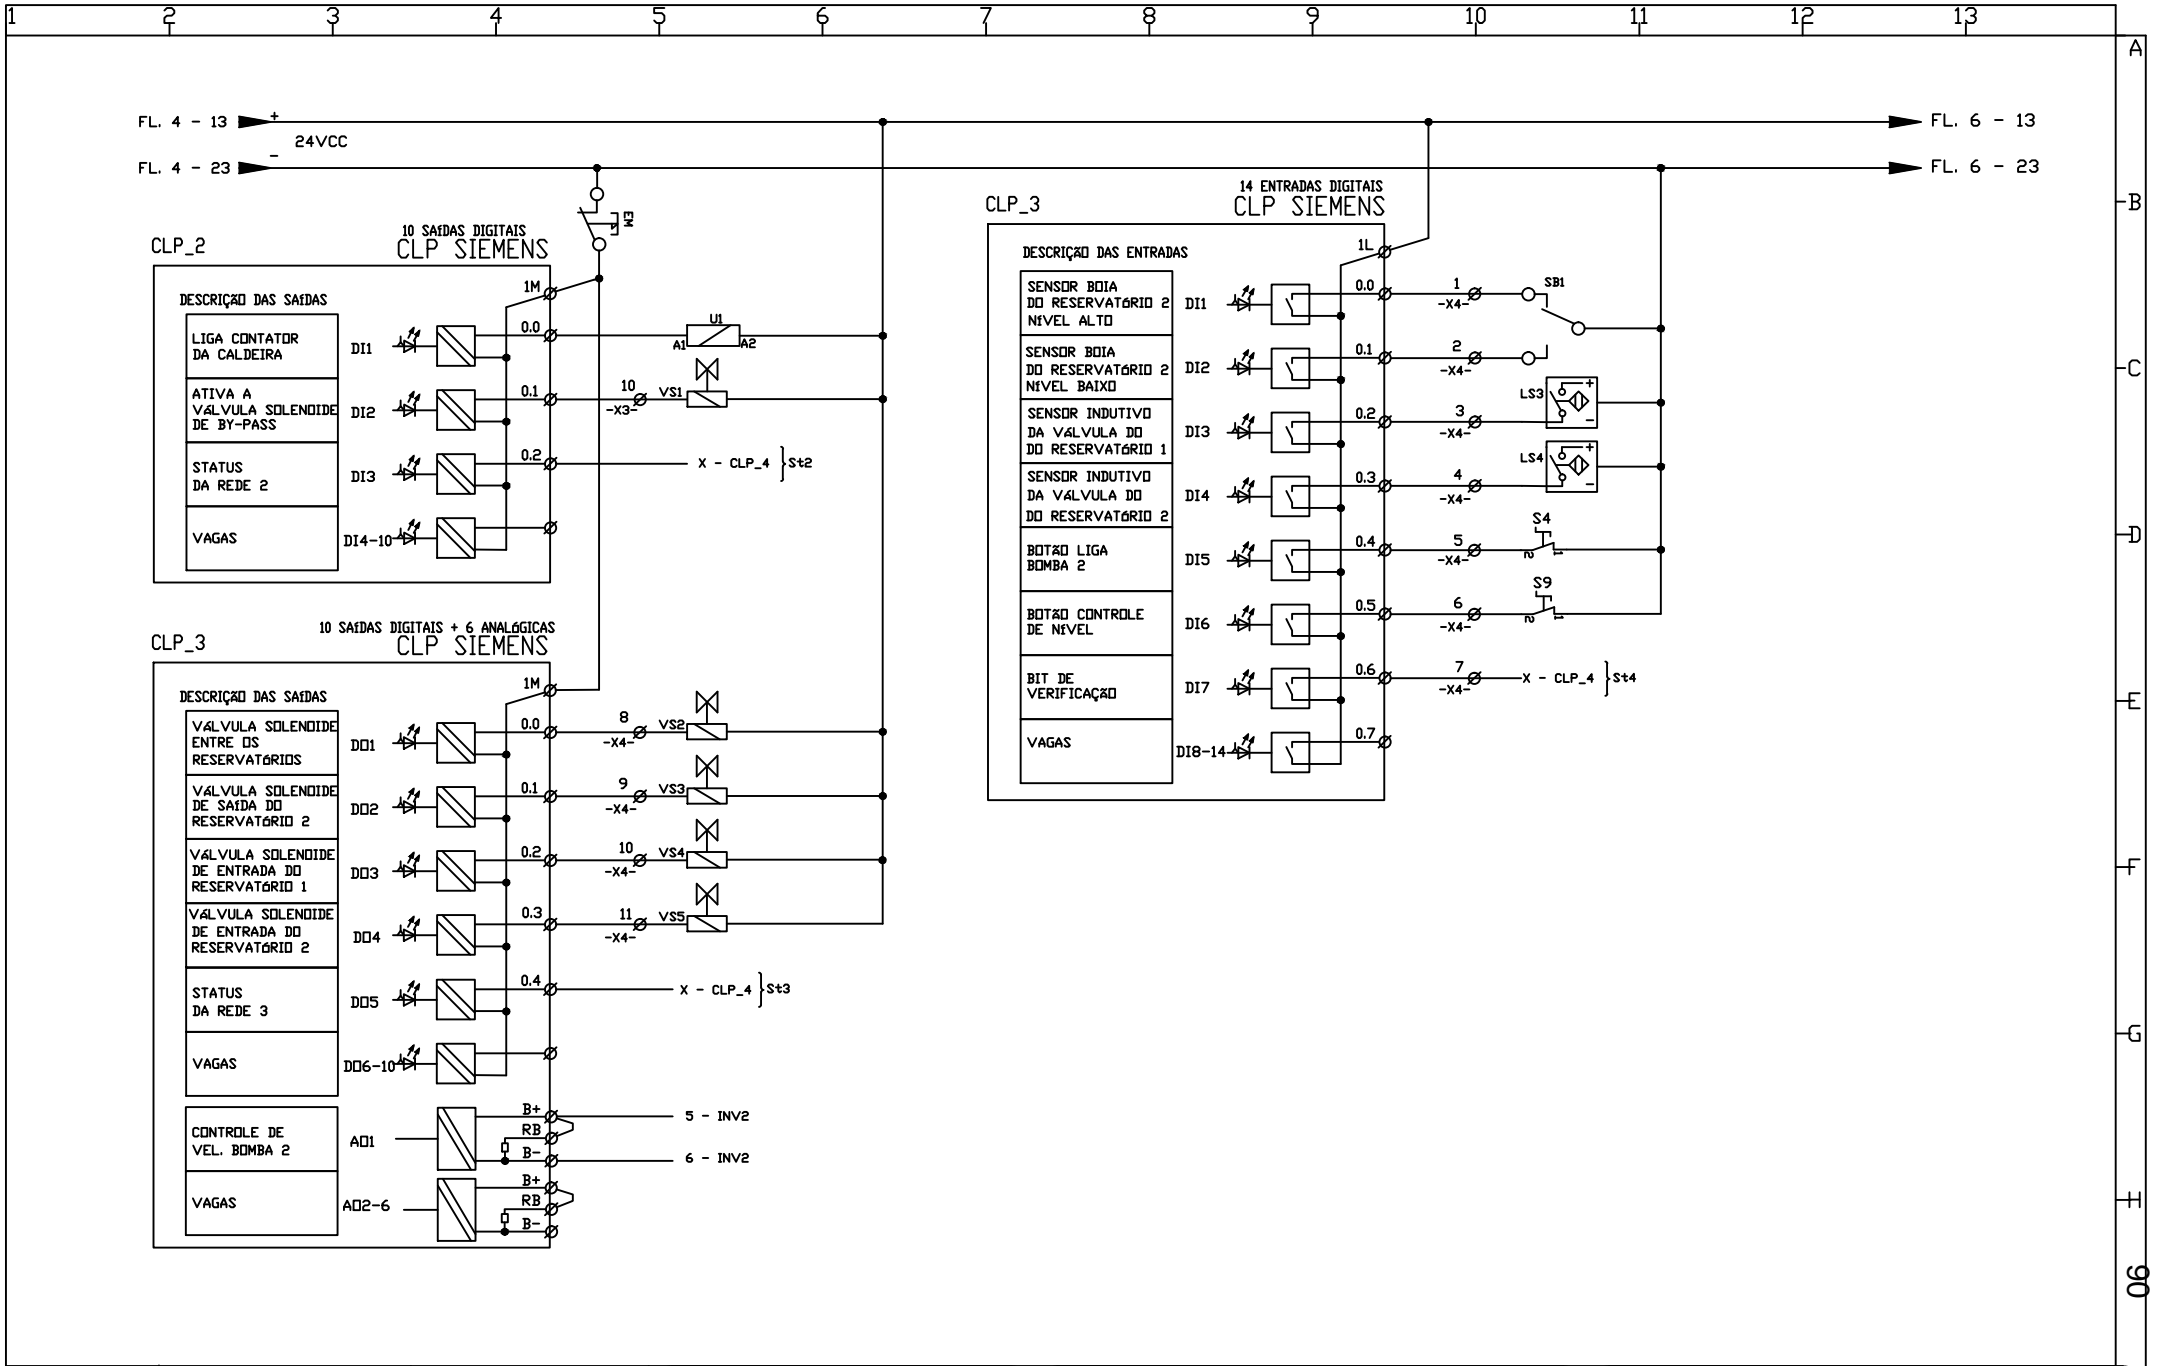 1 2 3 4 5 6 7 8 9 10 11 12 13
A
B
C
D
E
F
G
H
90
FL. 4 - 13
+
24VCC
FL. 4 - 23
-
FL. 6 - 13
FL. 6 - 23
EM
CLP_2
10 SAíDAS DIGITAIS
CLP SIEMENS
DESCRIÇãO DAS SAíDAS
1M
LIGA CONTATOR
DA CALDEIRA
DI1
0.0
U1
A1
A2
ATIVA A
VáLVULA SOLENOIDE
DE BY-PASS
DI2
0.1
10
-X3-
VS1
STATUS
DA REDE 2
DI3
0.2
X - CLP_4
St2
VAGAS
DI4-10
CLP_3
10 SAíDAS DIGITAIS + 6 ANALóGICAS
CLP SIEMENS
DESCRIÇãO DAS SAíDAS
1M
VáLVULA SOLENOIDE
ENTRE OS
RESERVATóRIOS
DO1
0.0
8
-X4-
VS2
VáLVULA SOLENOIDE
DE SAíDA DO
RESERVATóRIO 2
DO2
0.1
9
-X4-
VS3
VáLVULA SOLENOIDE
DE ENTRADA DO
RESERVATóRIO 1
DO3
0.2
10
-X4-
VS4
VáLVULA SOLENOIDE
DE ENTRADA DO
RESERVATóRIO 2
DO4
0.3
11
-X4-
VS5
STATUS
DA REDE 3
DO5
0.4
X - CLP_4
St3
VAGAS
DO6-10
CONTROLE DE
VEL. BOMBA 2
AO1
B+
RB
B-
5 - INV2
6 - INV2
VAGAS
AO2-6
B+
RB
B-
CLP_3
14 ENTRADAS DIGITAIS
CLP SIEMENS
DESCRIÇãO DAS ENTRADAS
1L
SENSOR BOIA
DO RESERVATóRIO 2
NíVEL ALTO
DI1
0.0
1
-X4-
SB1
SENSOR BOIA
DO RESERVATóRIO 2
NíVEL BAIXO
DI2
0.1
2
-X4-
SENSOR INDUTIVO
DA VáLVULA DO
DO RESERVATóRIO 1
DI3
0.2
3
-X4-
LS3
+
-
SENSOR INDUTIVO
DA VáLVULA DO
DO RESERVATóRIO 2
DI4
0.3
4
-X4-
LS4
+
-
BOTãO LIGA
BOMBA 2
DI5
0.4
5
-X4-
S4
2 1
BOTãO CONTROLE
DE NíVEL
DI6
0.5
6
-X4-
S9
2 1
BIT DE
VERIFICAÇãO
DI7
0.6
7
-X4-
X - CLP_4
St4
VAGAS
DI8-14
0.7